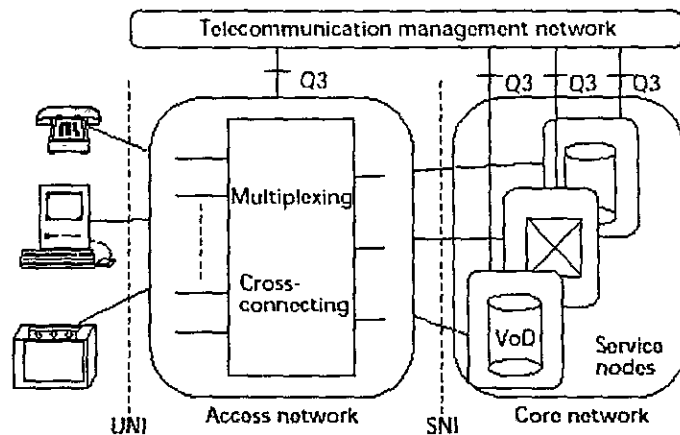 Telecommunication management network
Q3
Q3
Q3
Q3
Multiplexing
Cross-
connecting
VoD
Service
nodes
UNI
Access network
SNI
Core network